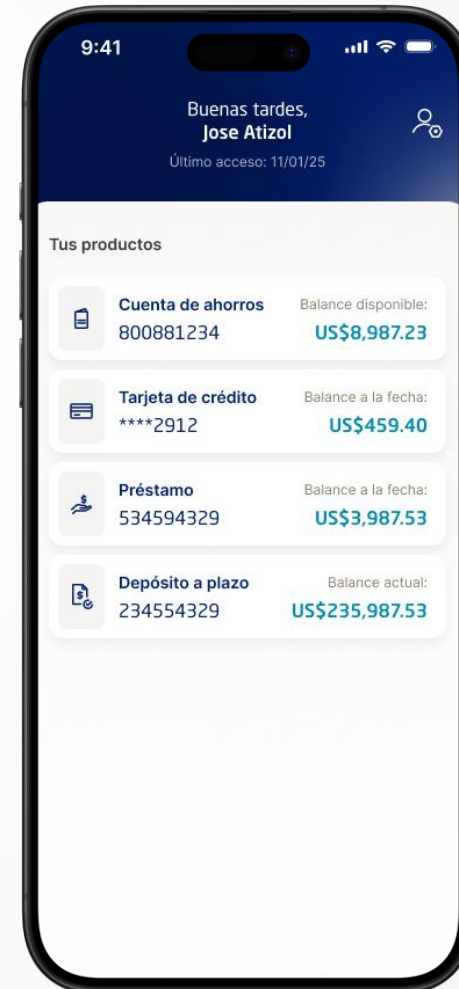 9:41
Buenas tardes,
Jose Atizol
Último acceso: 11/01/25
Tus productos
Cuenta de ahorros
Balance disponible:
800881234
US$8,987.23
Tarjeta de crédito
Balance a la fecha:
****2912
US$459.40
Préstamo
Balance a la fecha:
534594329
US$3,987.53
Depósito a plazo
Balance actual:
234554329
US$235,987.53